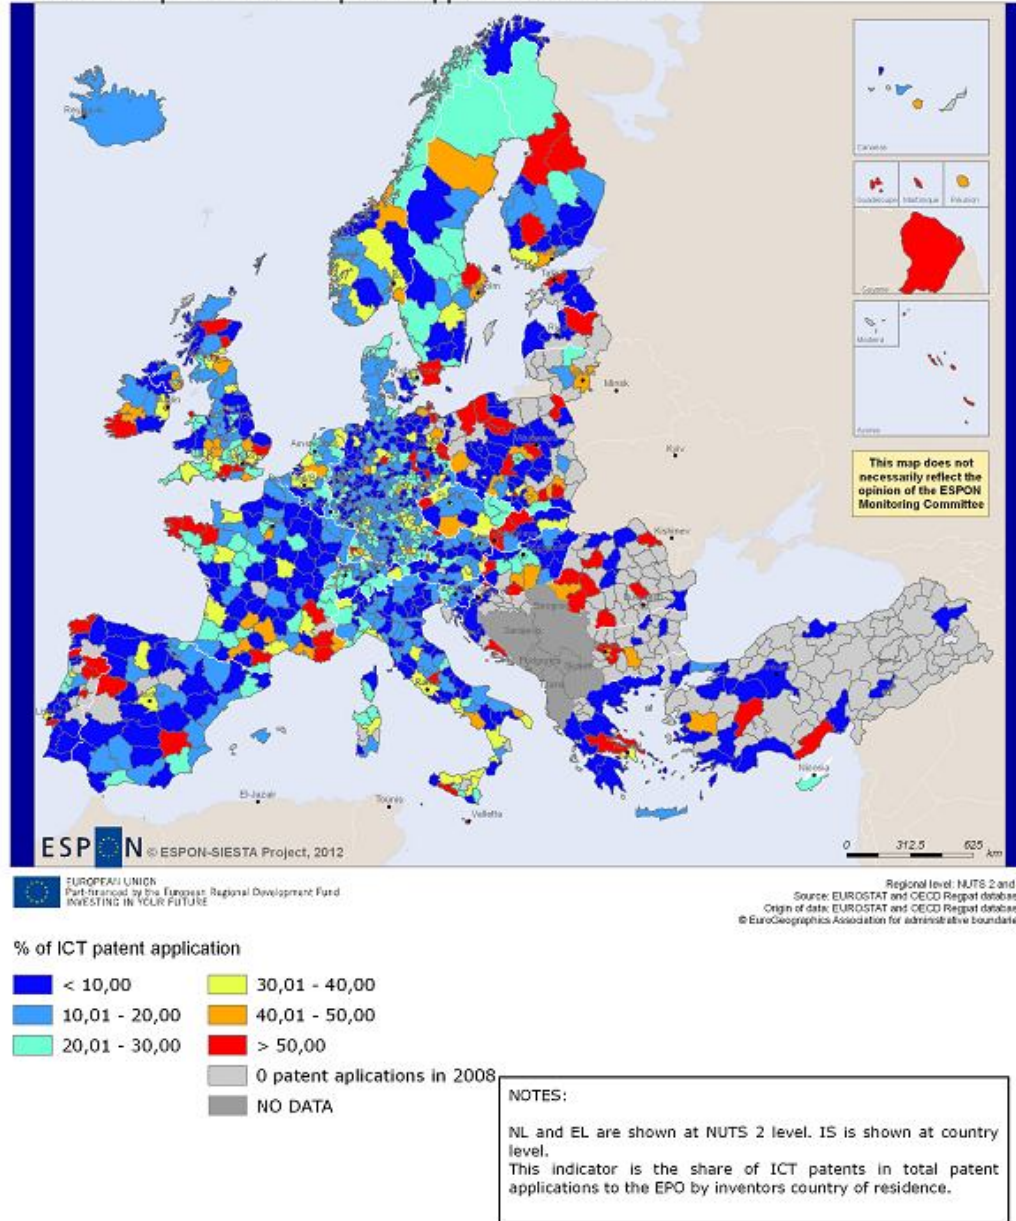 Reykjavik
Canarias
Guadeloupe
Martinique
Réunion
Guyane
Madeira
Açores
Minsk
Kyiv
Kishinev
This map does not
necessarily reflect the
opinion of the ESPON
Monitoring Committee
Nicosia
El-Jazair
Tounis
Valletta
ESPON © ESPON-SIESTA Project, 2012
0 312.5 625
km
EUROPEAN UNION
Part-financed by the European Regional Development Fund
INVESTING IN YOUR FUTURE
Regional level: NUTS 2 and
Source: EUROSTAT and OECD Regpat databas
Origin of data: EUROSTAT and OECD Regpat databas
© EuroGeographics Association for administrative boundarie
% of ICT patent application
< 10,00
10,01 - 20,00
20,01 - 30,00
30,01 - 40,00
40,01 - 50,00
> 50,00
0 patent aplications in 2008
NO DATA
NOTES:
NL and EL are shown at NUTS 2 level. IS is shown at country
level.
This indicator is the share of ICT patents in total patent
applications to the EPO by inventors country of residence.